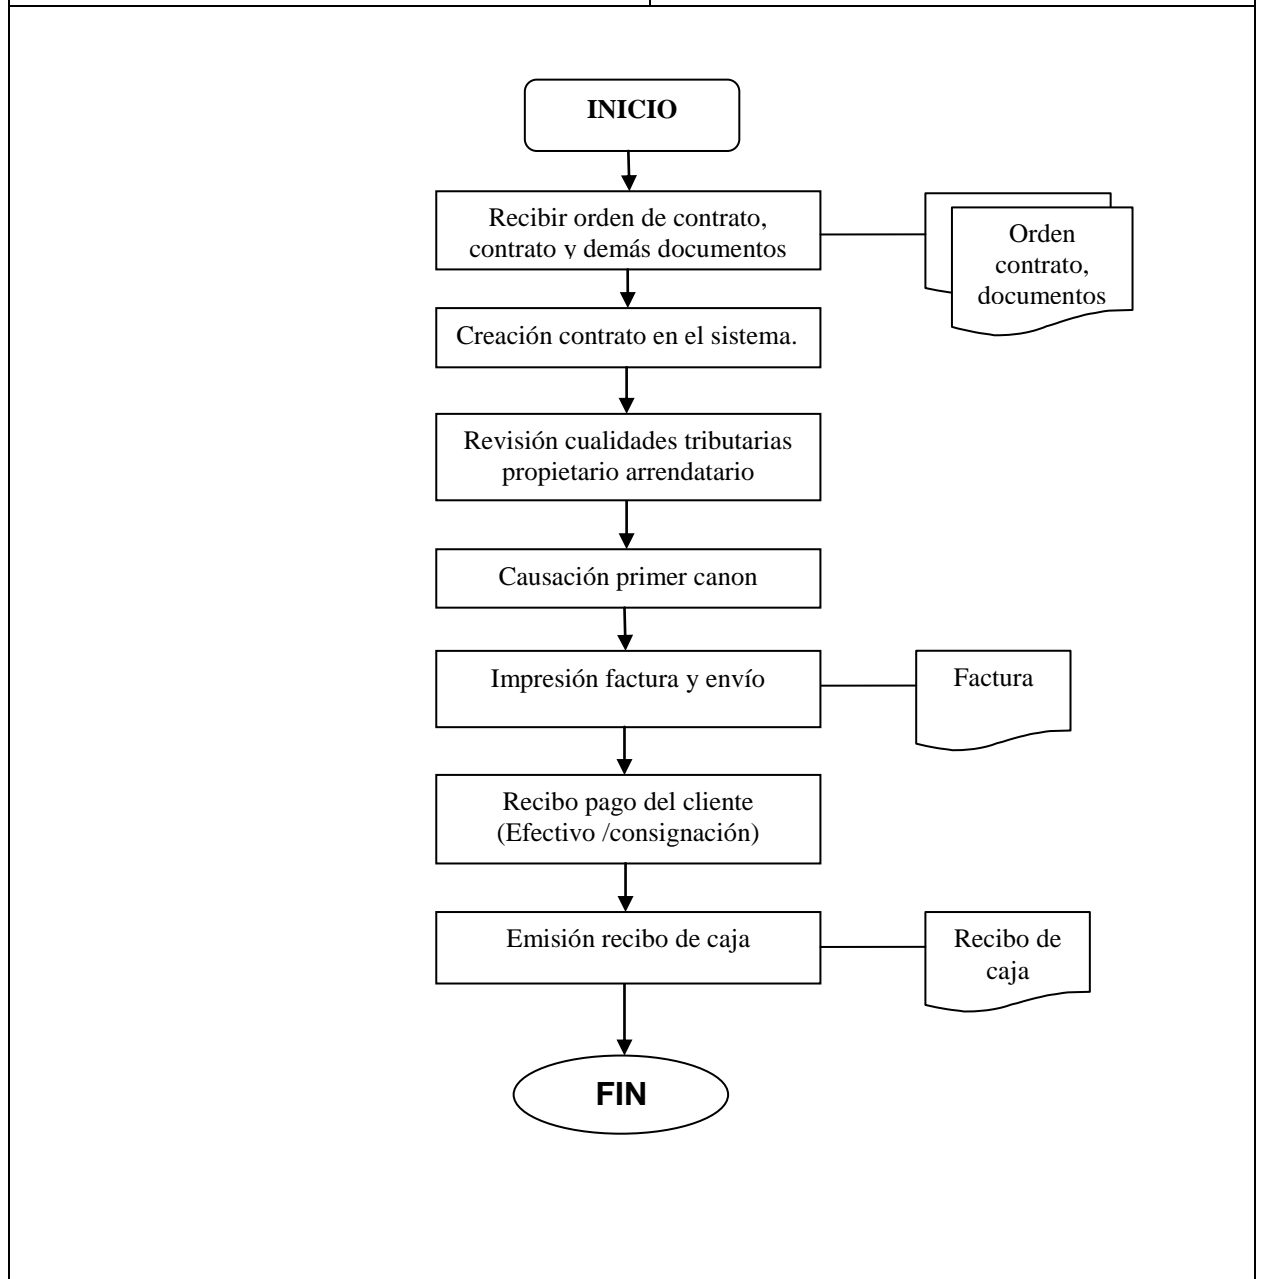 INICIO
Recibir orden de contrato,
contrato y demás documentos
Orden
contrato,
documentos
Creación contrato en el sistema.
Revisión cualidades tributarias
propietario arrendatario
Causación primer canon
Impresión factura y envío
Factura
Recibo pago del cliente
(Efectivo /consignación)
Emisión recibo de caja
Recibo de
caja
FIN